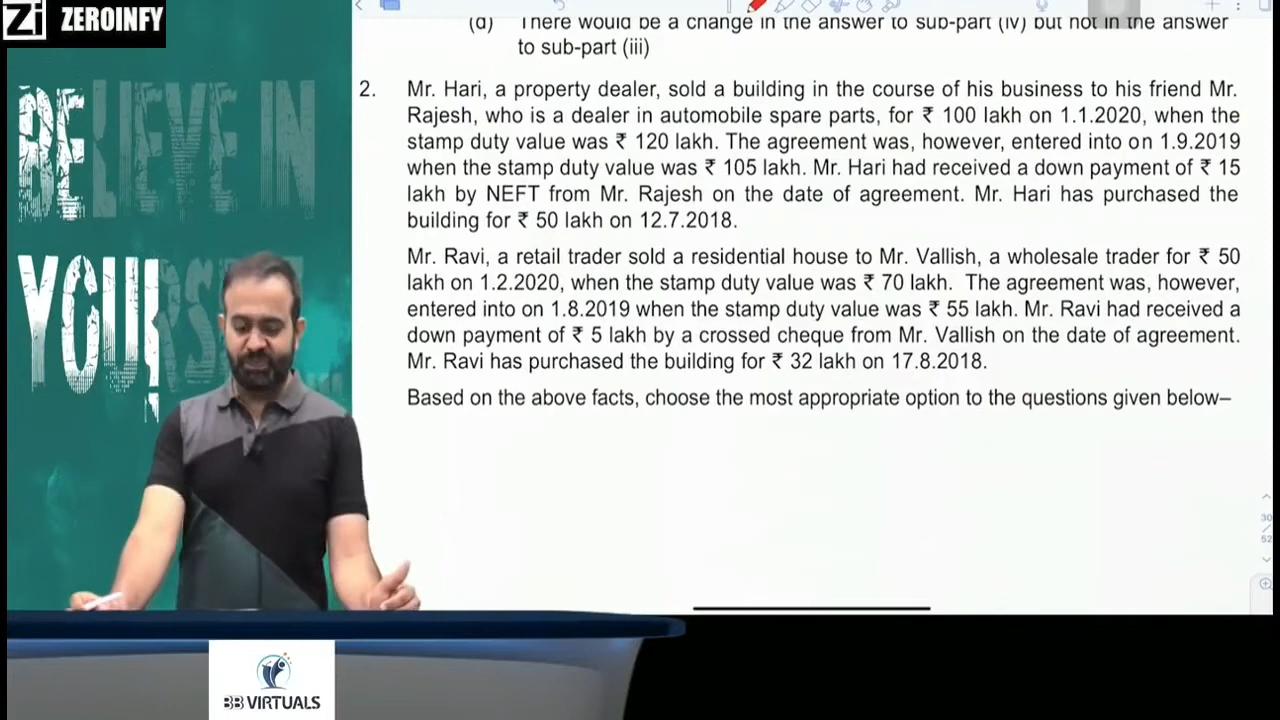 ZEROINFY
(d) There would be a change in the answer to sub-part (iv) but not in the answer
to sub-part (iii)
2. Mr. Hari, a property dealer, sold a building in the course of his business to his friend Mr.
Rajesh, who is a dealer in automobile spare parts, for ₹ 100 lakh on 1.1.2020, when the
stamp duty value was ₹ 120 lakh. The agreement was, however, entered into on 1.9.2019
when the stamp duty value was ₹ 105 lakh. Mr. Hari had received a down payment of ₹ 15
lakh by NEFT from Mr. Rajesh on the date of agreement. Mr. Hari has purchased the
building for ₹ 50 lakh on 12.7.2018.
Mr. Ravi, a retail trader sold a residential house to Mr. Vallish, a wholesale trader for ₹ 50
lakh on 1.2.2020, when the stamp duty value was ₹ 70 lakh. The agreement was, however,
entered into on 1.8.2019 when the stamp duty value was ₹ 55 lakh. Mr. Ravi had received a
down payment of ₹ 5 lakh by a crossed cheque from Mr. Vallish on the date of agreement.
Mr. Ravi has purchased the building for ₹ 32 lakh on 17.8.2018.
Based on the above facts, choose the most appropriate option to the questions given below–
30
/
52
BELIEVE IN
YOURSE
BB VIRTUALS